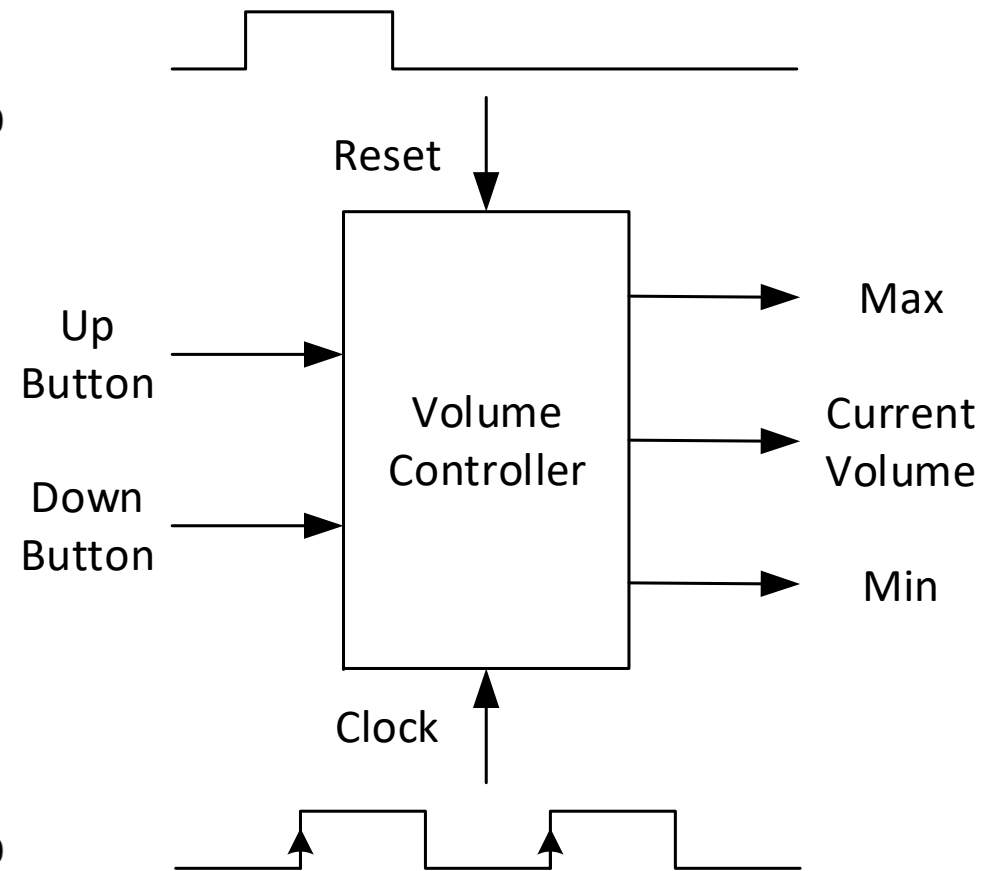 Reset
Up
Button
Down
Button
Volume
Controller
Max
Current
Volume
Min
Clock